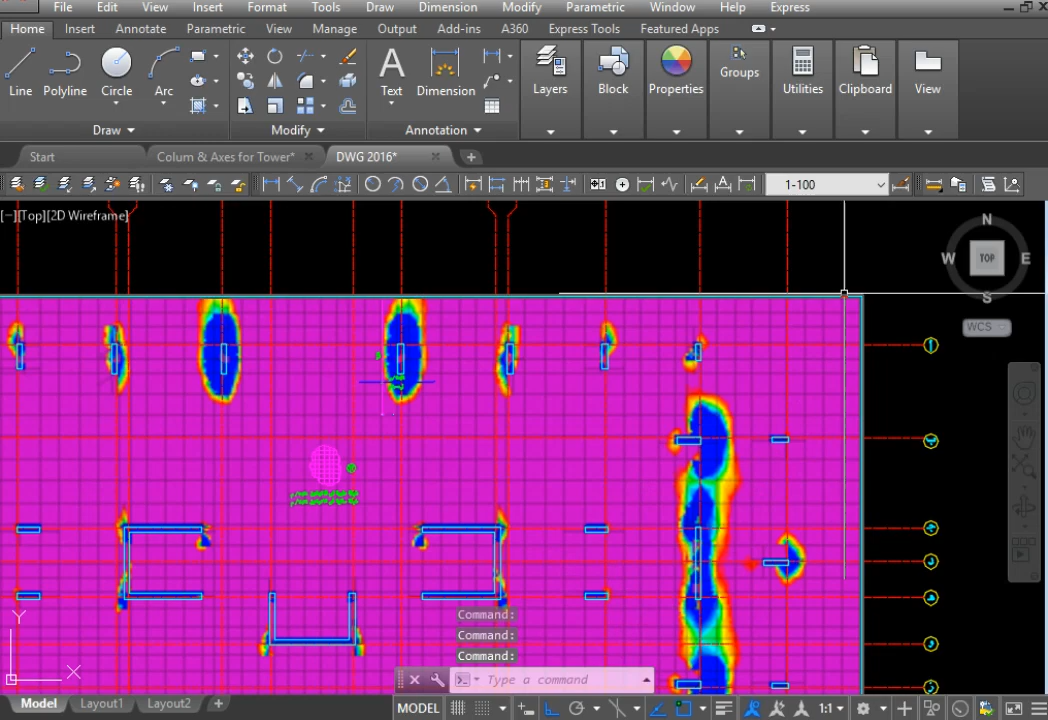 File Edit View Insert Format Tools Draw Dimension Modify Parametric Window Help Express
Home Insert Annotate Parametric View Manage Output Add-ins A360 Express Tools Featured Apps
Line Polyline Circle Arc Text Dimension Layers Block Properties Groups Utilities Clipboard View
Draw Modify Annotation
Start Colum & Axes for Tower* DWG 2016*
1-100
[−][Top][2D Wireframe]
N
W TOP E
S
WCS
Command:
Command:
Command:
Type a command
Y
X
Model Layout1 Layout2 MODEL 1:1